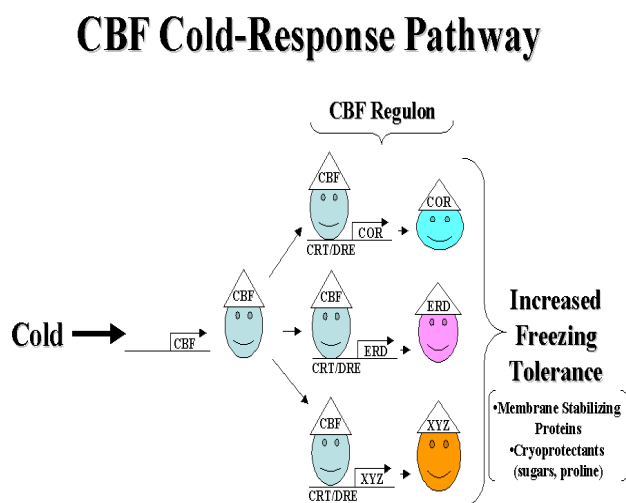 CBF Cold-Response Pathway
CBF Regulon
CBF
COR
COR
CRT/DRE
CBF
CBF
ERD
Cold
CBF
ERD
CRT/DRE
CBF
XYZ
XYZ
CRT/DRE
Increased
Freezing
Tolerance
•Membrane Stabilizing
Proteins
•Cryoprotectants
(sugars, proline)